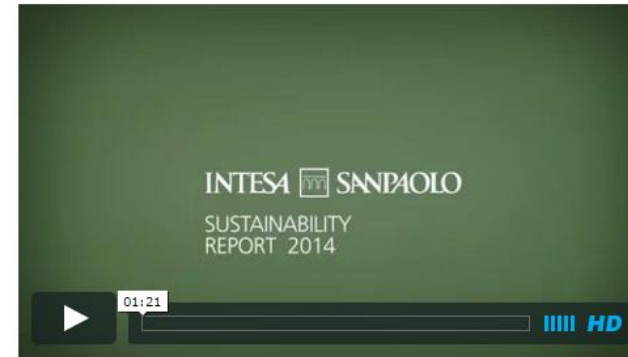 INTESA SANPAOLO
SUSTAINABILITY
REPORT 2014
01:21
HD